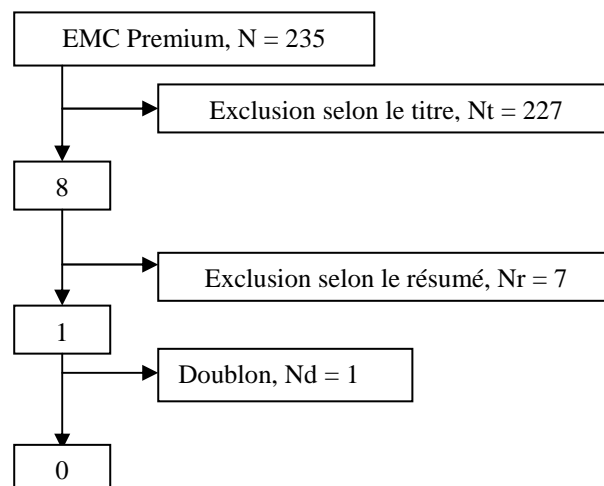 EMC Premium, N = 235
Exclusion selon le titre, Nt = 227
8
Exclusion selon le résumé, Nr = 7
1
Doublon, Nd = 1
0